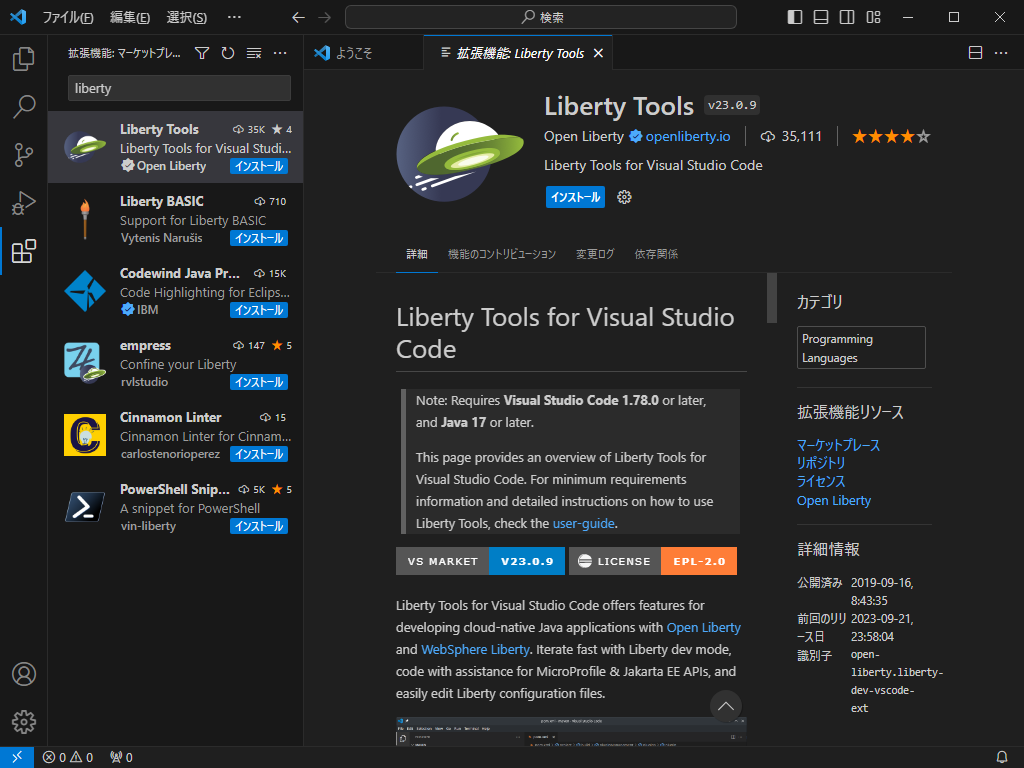 ファイル(F) 編集(E) 選択(S) ··· 検索
拡張機能: マーケットプレ... ···
liberty
Liberty Tools 35K ★ 4
Liberty Tools for Visual Studi...
Open Liberty インストール
Liberty BASIC 710
Support for Liberty BASIC
Vytenis Narušis インストール
Codewind Java Pr... 15K
Code Highlighting for Eclips...
IBM インストール
empress 147 ★ 5
Confine your Liberty
rvlstudio インストール
Cinnamon Linter 15
Cinnamon Linter for Cinnam...
carlostenorioperez インストール
PowerShell Snip... 5K ★ 5
A snippet for PowerShell
vin-liberty インストール
ようこそ 拡張機能: Liberty Tools ···
Liberty Tools v23.0.9
Open Liberty openliberty.io 35,111 ★★★★☆
Liberty Tools for Visual Studio Code
インストール
詳細 機能のコントリビューション 変更ログ 依存関係
Liberty Tools for Visual Studio
Code
Note: Requires Visual Studio Code 1.78.0 or later,
and Java 17 or later.
This page provides an overview of Liberty Tools for
Visual Studio Code. For minimum requirements
information and detailed instructions on how to use
Liberty Tools, check the user-guide.
VS MARKET V23.0.9 LICENSE EPL-2.0
Liberty Tools for Visual Studio Code offers features for
developing cloud-native Java applications with Open Liberty
and WebSphere Liberty. Iterate fast with Liberty dev mode,
code with assistance for MicroProfile & Jakarta EE APIs, and
easily edit Liberty configuration files.
カテゴリ
Programming
Languages
拡張機能リソース
マーケットプレース
リポジトリ
ライセンス
Open Liberty
詳細情報
公開済み 2019-09-16,
8:43:35
前回のリリ 2023-09-21,
ース日 23:58:04
識別子 open-
liberty.liberty-
dev-vscode-
ext
0 0 0